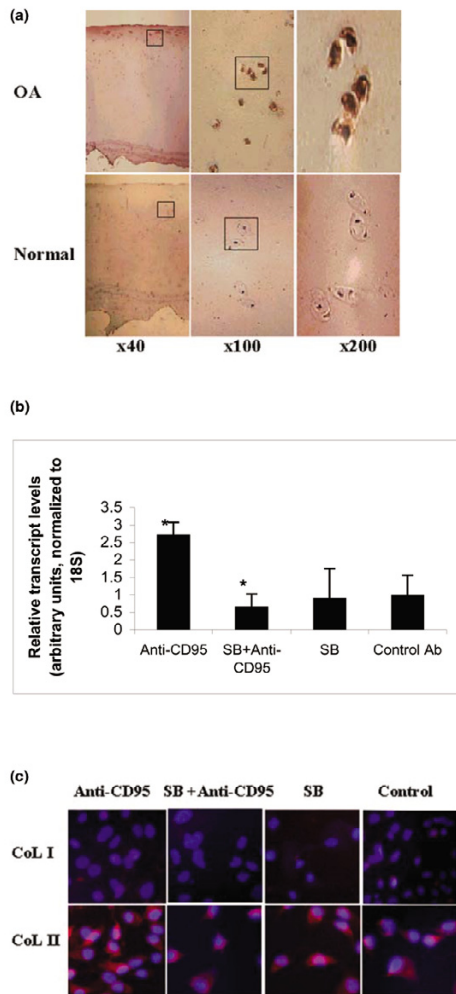 (a)
OA
Normal
x40 x100 x200
(b)
Relative transcript levels
(arbitrary units, normalized to
18S)
3.5
3
2.5
2
1.5
1
0.5
0
*
*
Anti-CD95 SB+Anti- SB Control Ab
CD95
(c)
Anti-CD95 SB + Anti-CD95 SB Control
CoL I
CoL II